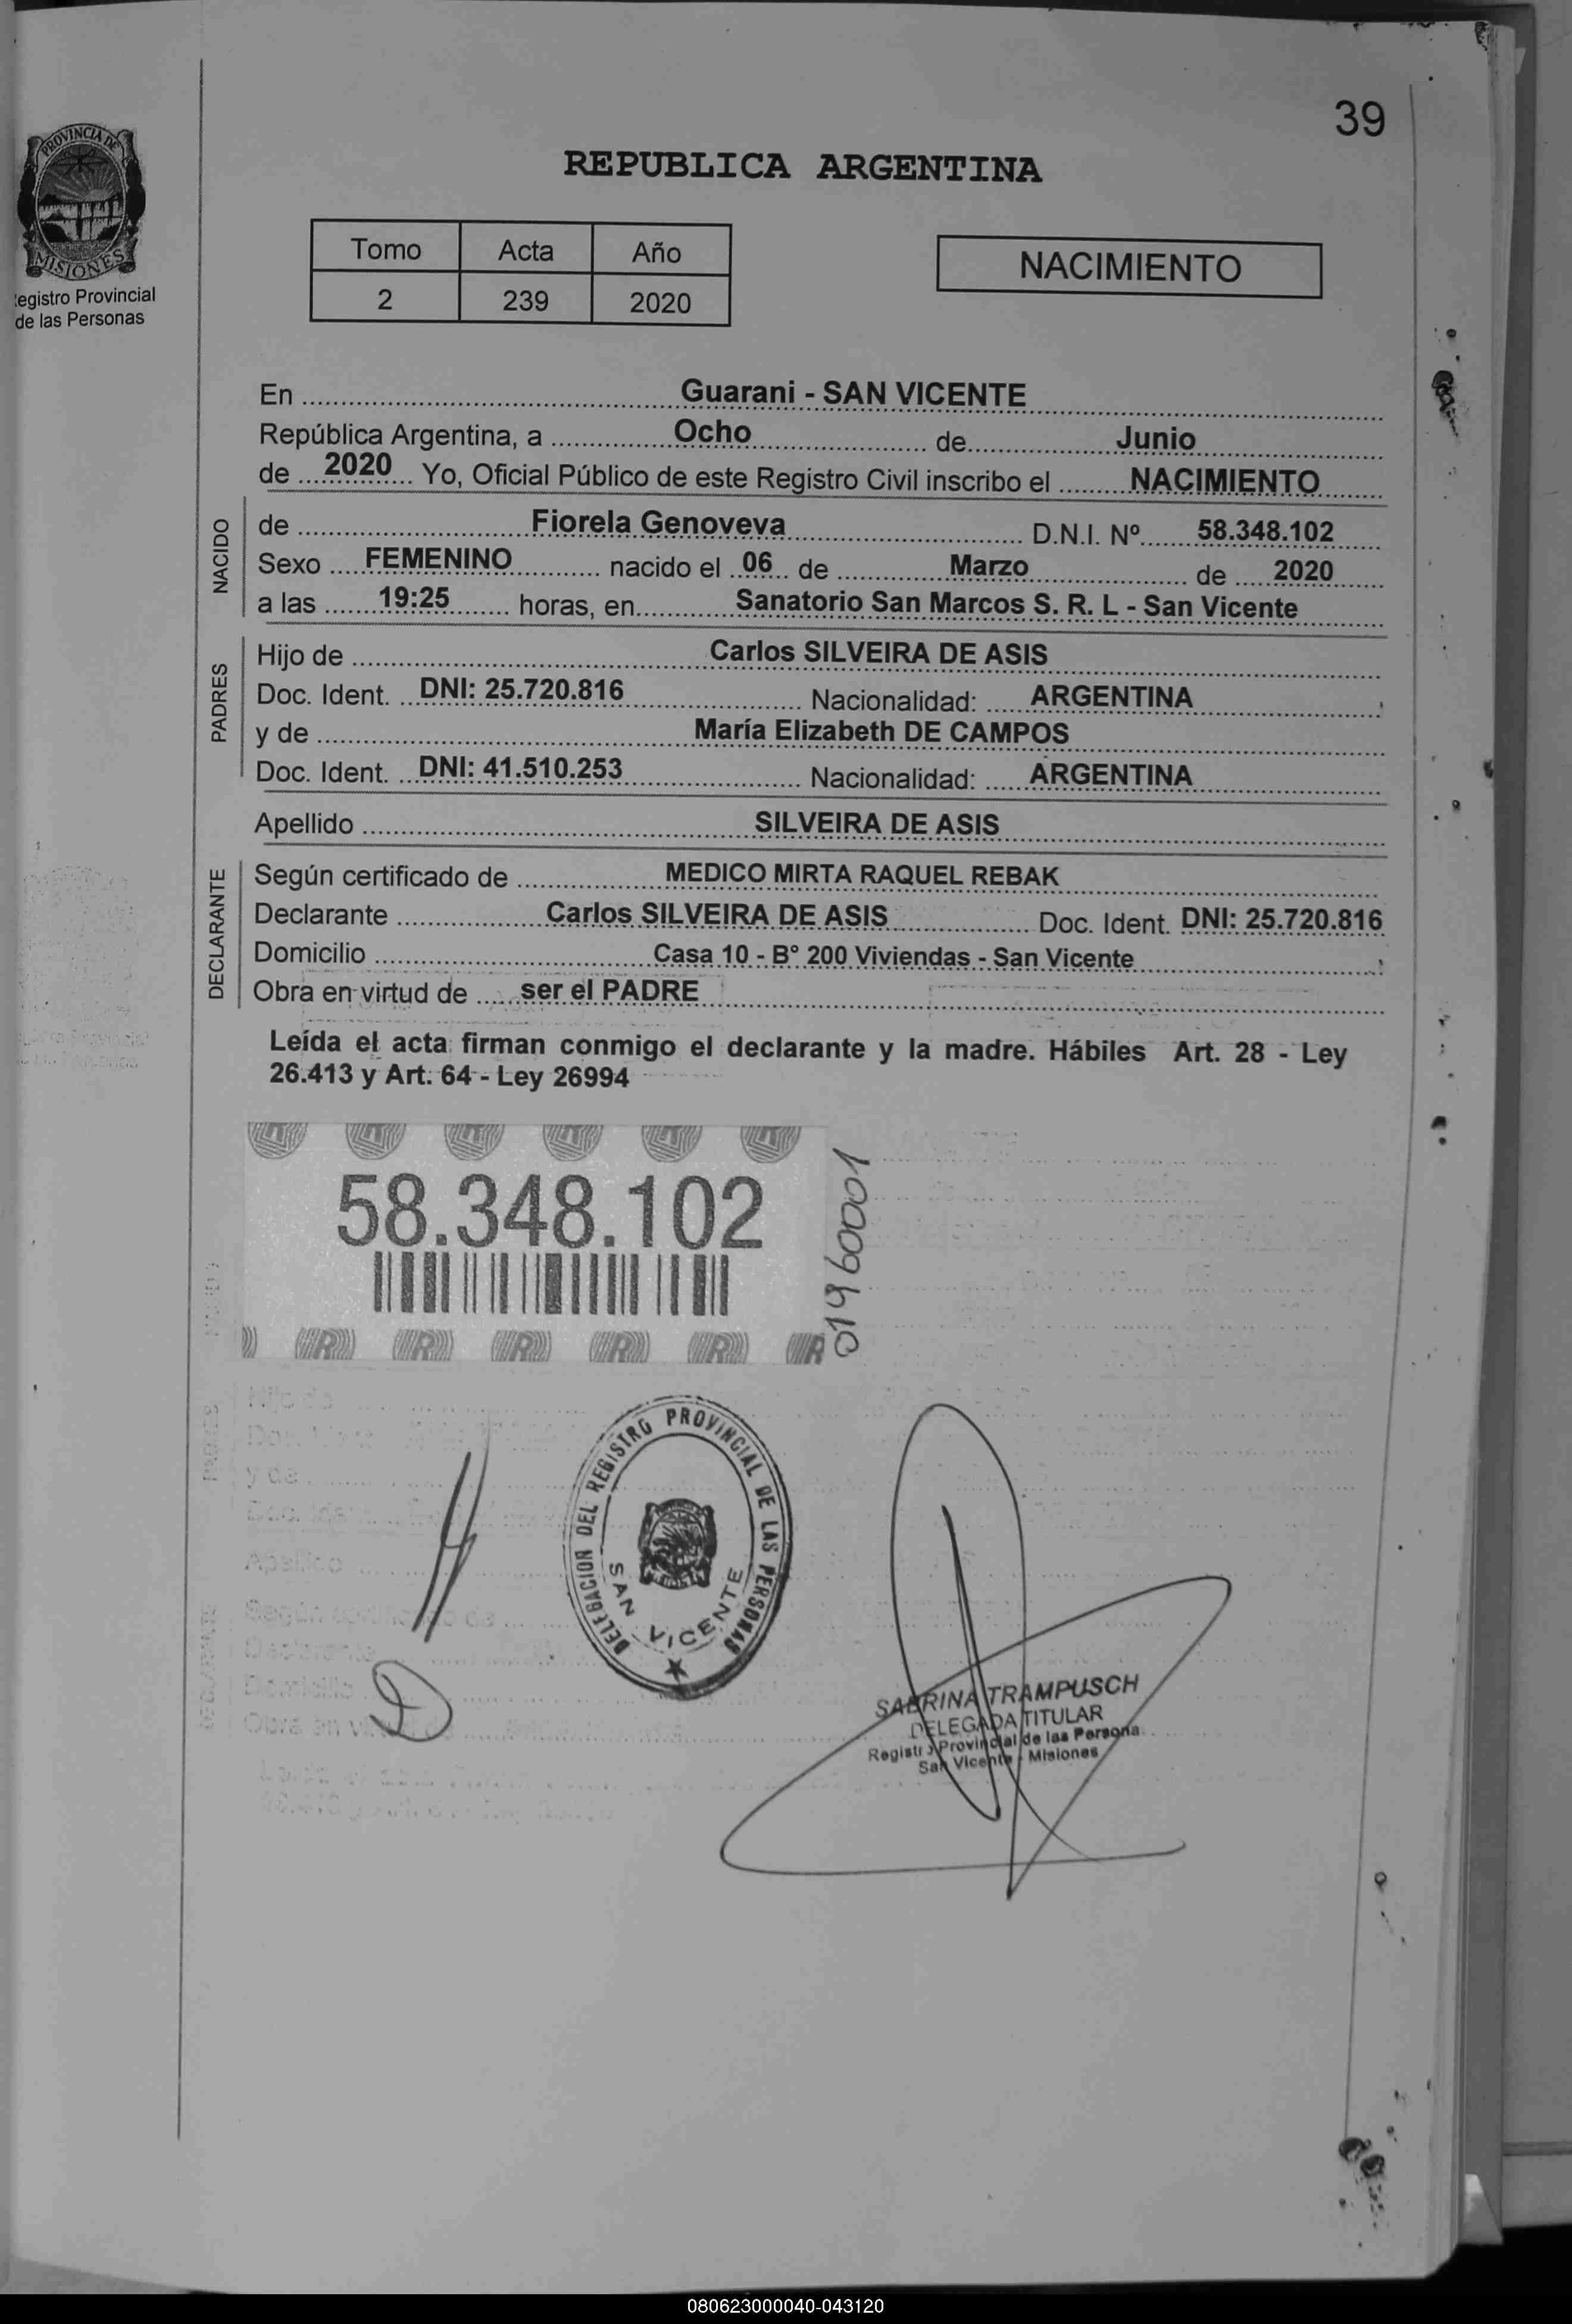 39
PROVINCIA DE
MISIONES
egistro Provincial
de las Personas
REPUBLICA ARGENTINA
Tomo Acta Año
2 239 2020
NACIMIENTO
En Guarani - SAN VICENTE
República Argentina, a Ocho de Junio
de 2020 Yo, Oficial Público de este Registro Civil inscribo el NACIMIENTO
NACIDO
de Fiorela Genoveva D.N.I. Nº 58.348.102
Sexo FEMENINO nacido el 06 de Marzo de 2020
a las 19:25 horas, en Sanatorio San Marcos S. R. L - San Vicente
PADRES
Hijo de Carlos SILVEIRA DE ASIS
Doc. Ident. DNI: 25.720.816 Nacionalidad: ARGENTINA
y de María Elizabeth DE CAMPOS
Doc. Ident. DNI: 41.510.253 Nacionalidad: ARGENTINA
Apellido SILVEIRA DE ASIS
DECLARANTE
Según certificado de MEDICO MIRTA RAQUEL REBAK
Declarante Carlos SILVEIRA DE ASIS Doc. Ident. DNI: 25.720.816
Domicilio Casa 10 - B° 200 Viviendas - San Vicente
Obra en virtud de ser el PADRE
Leída el acta firman conmigo el declarante y la madre. Hábiles Art. 28 - Ley
26.413 y Art. 64 - Ley 26994
58.348.102
01960001
DELEGACION DEL REGISTRO PROVINCIAL DE LAS PERSONAS
SAN VICENTE
SABRINA TRAMPUSCH
DELEGADA TITULAR
Registro Provincial de las Persona
San Vicente - Misiones
080623000040-043120